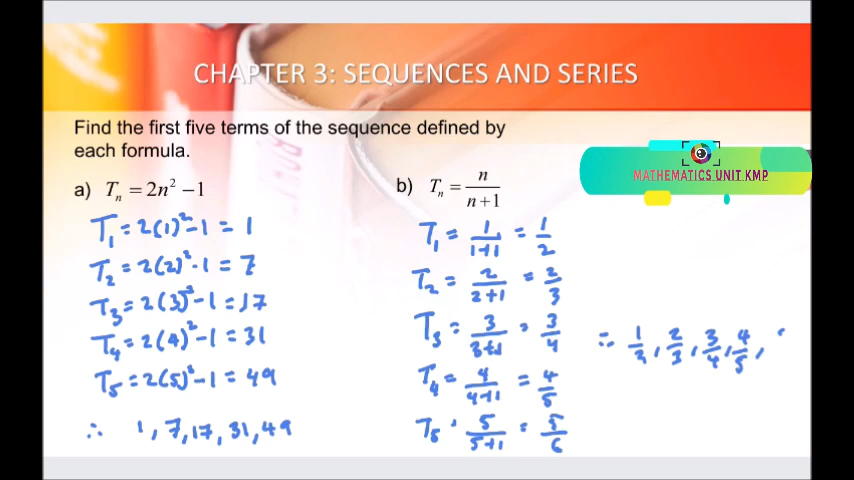 CHAPTER 3: SEQUENCES AND SERIES
Find the first five terms of the sequence defined by
each formula.
MATHEMATICS UNIT KMP
a) Tₙ = 2n² − 1
T₁ = 2(1)² - 1 = 1
T₂ = 2(2)² - 1 = 7
T₃ = 2(3)² - 1 = 17
T₄ = 2(4)² - 1 = 31
T₅ = 2(5)² - 1 = 49
∴ 1, 7, 17, 31, 49
b) Tₙ = n/(n + 1)
T₁ = 1/(1+1) = 1/2
T₂ = 2/(2+1) = 2/3
T₃ = 3/(3+1) = 3/4
T₄ = 4/(4+1) = 4/5
T₅ = 5/(5+1) = 5/6
∴ 1/2, 2/3, 3/4, 4/5,